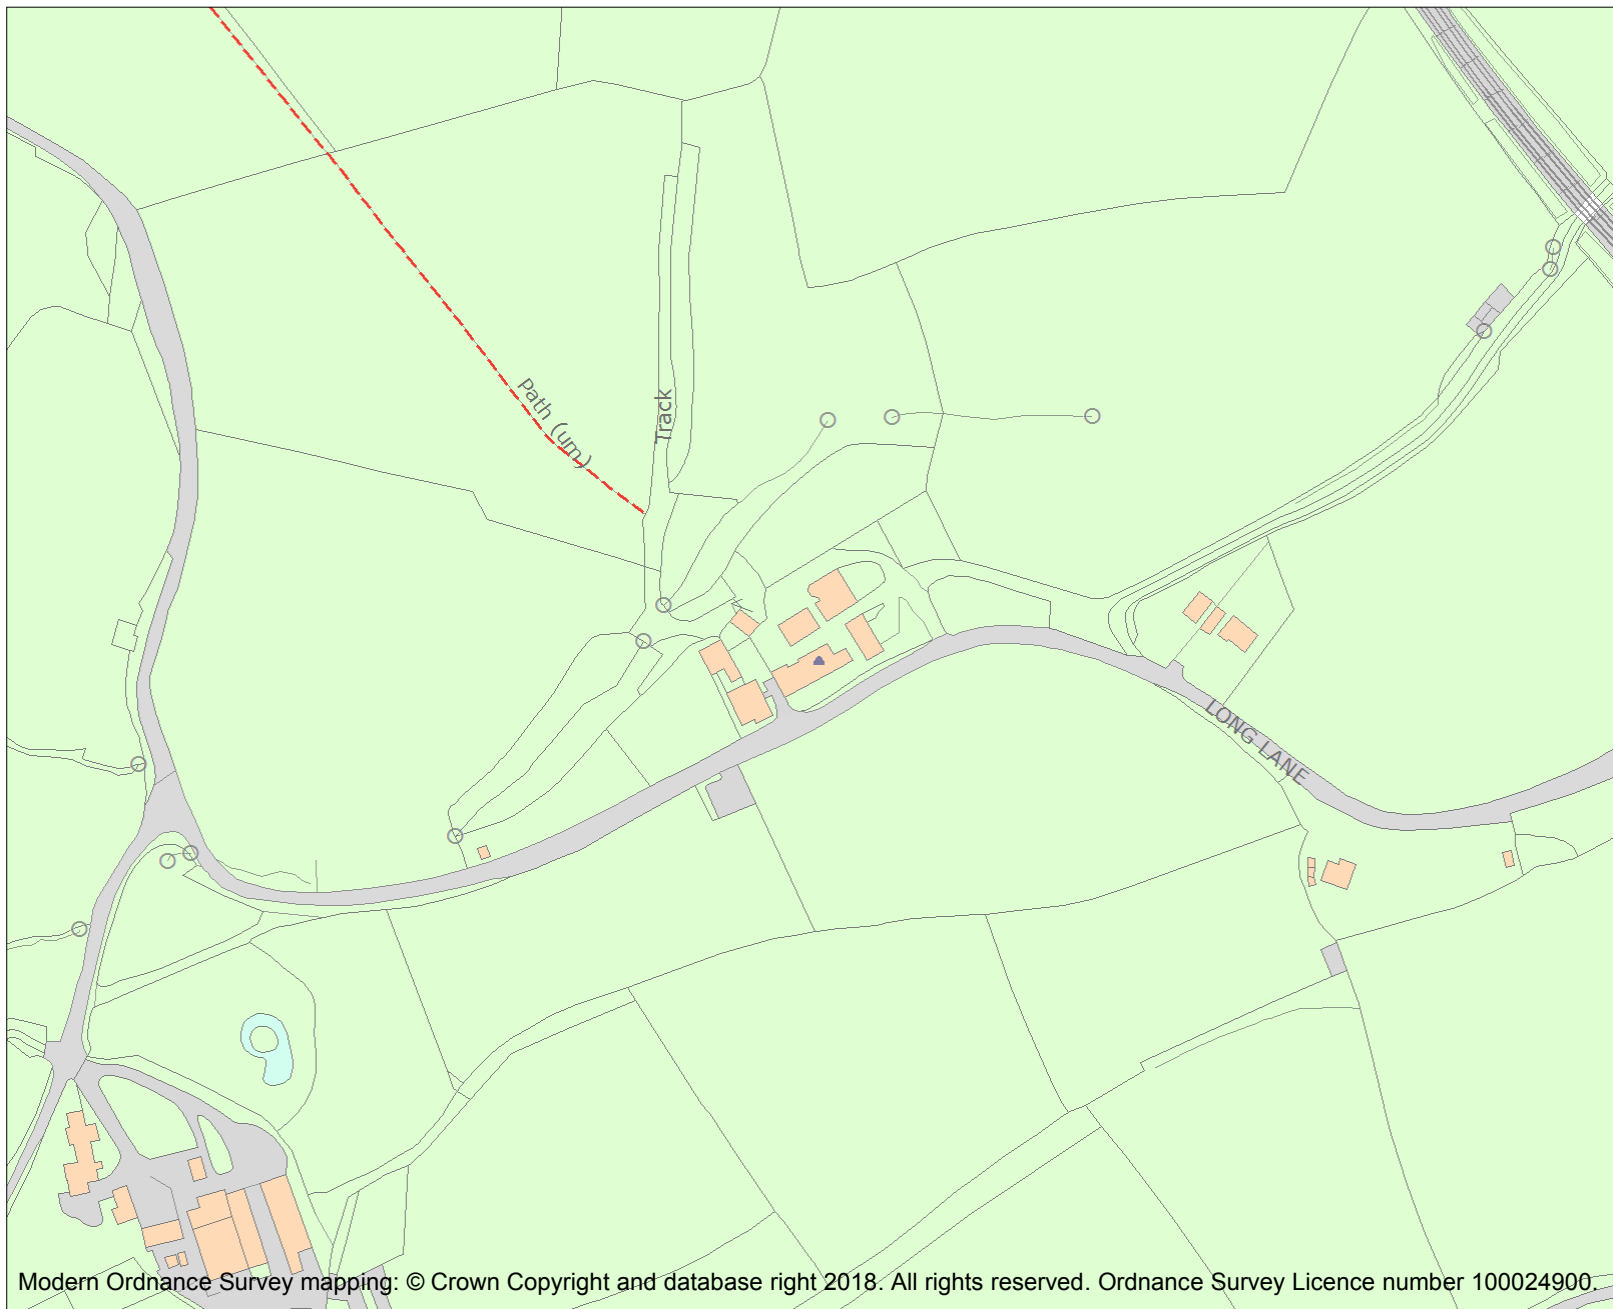 Path (um)
Track
LONG LANE
Modern Ordnance Survey mapping: © Crown Copyright and database right 2018. All rights reserved. Ordnance Survey Licence number 100024900.